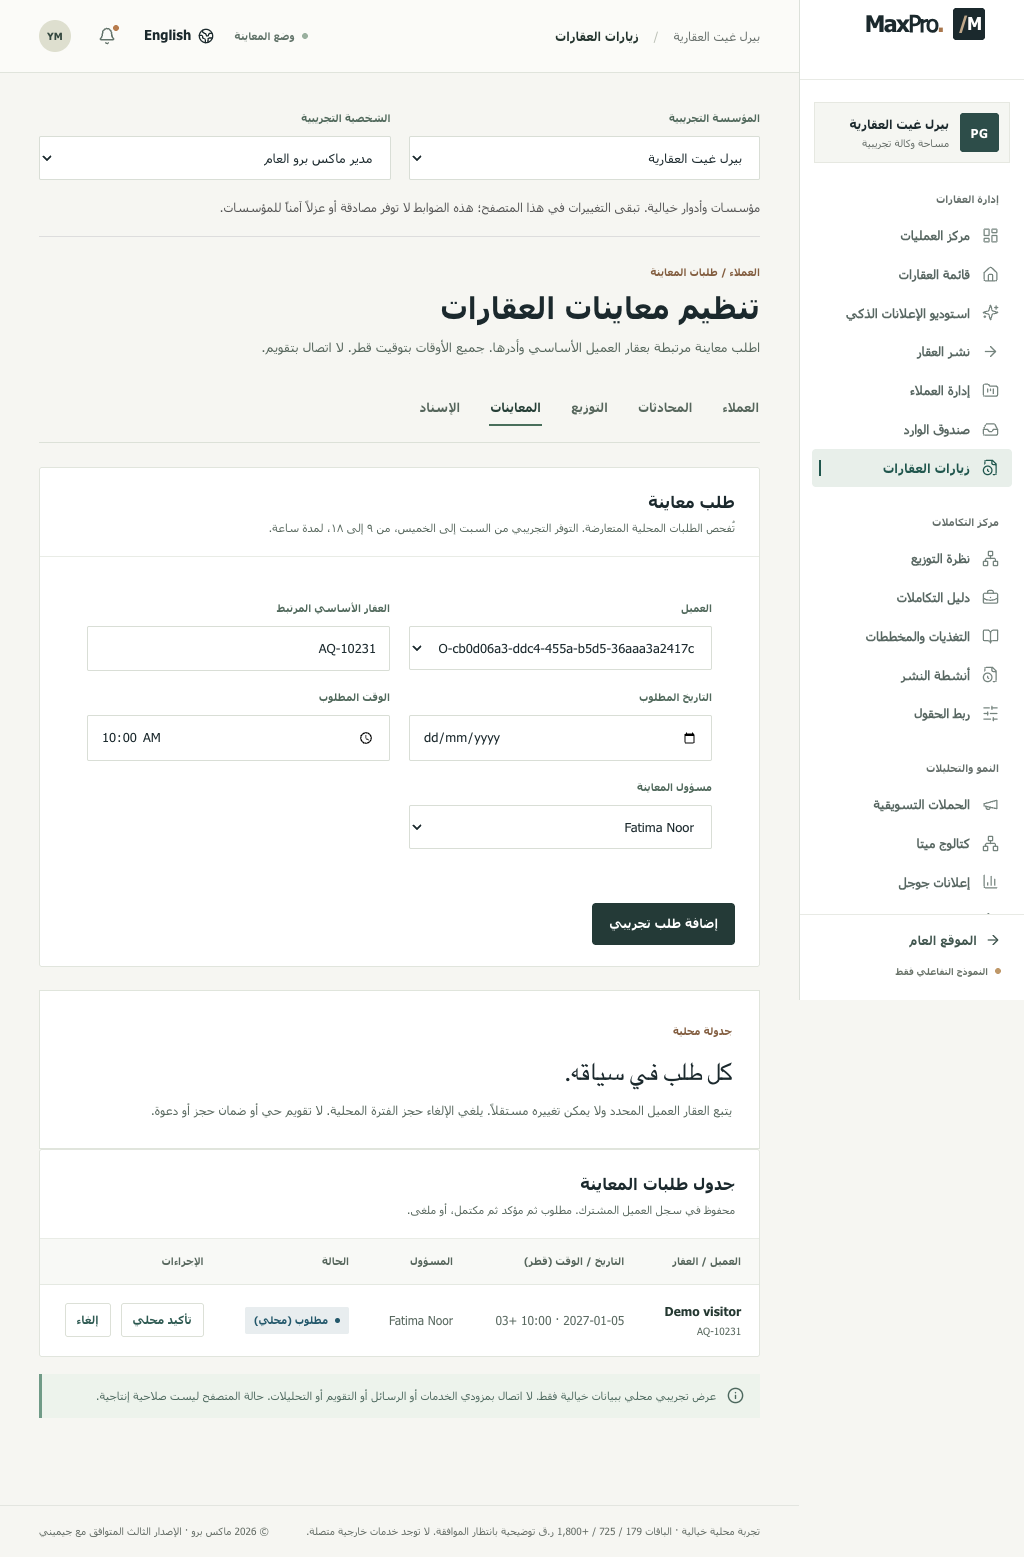 MaxPro.
/M
PG
بيرل غيت العقارية
مساحة وكالة تجريبية
إدارة العقارات
مركز العمليات
قائمة العقارات
استوديو الإعلانات الذكي
نشر العقار
إدارة العملاء
صندوق الوارد
زيارات العقارات
مركز التكاملات
نظرة التوزيع
دليل التكاملات
التغذيات والمخططات
أنشطة النشر
ربط الحقول
النمو والتحليلات
الحملات التسويقية
كتالوج ميتا
إعلانات جوجل
الموقع العام
النموذج التفاعلي فقط
بيرل غيت العقارية / زيارات العقارات
وضع المعاينة
English
YM
المؤسسة التجريبية
بيرل غيت العقارية
الشخصية التجريبية
مدير ماكس برو العام
مؤسسات وأدوار خيالية. تبقى التغييرات في هذا المتصفح؛ هذه الضوابط لا توفر مصادقة أو عزلاً آمناً للمؤسسات.
العملاء / طلبات المعاينة
تنظيم معاينات العقارات
اطلب معاينة مرتبطة بعقار العميل الأساسي وأدرها. جميع الأوقات بتوقيت قطر. لا اتصال بتقويم.
العملاء
المحادثات
التوزيع
المعاينات
الإسناد
طلب معاينة
تُفحص الطلبات المحلية المتعارضة. التوفر التجريبي من السبت إلى الخميس، من ٩ إلى ١٨، لمدة ساعة.
العميل
O-cb0d06a3-ddc4-455a-b5d5-36aaa3a2417c
العقار الأساسي المرتبط
AQ-10231
التاريخ المطلوب
dd/mm/yyyy
الوقت المطلوب
10:00 AM
مسؤول المعاينة
Fatima Noor
إضافة طلب تجريبي
جدولة محلية
كل طلب في سياقه.
يتبع العقار العميل المحدد ولا يمكن تغييره مستقلاً. يلغي الإلغاء حجز الفترة المحلية. لا تقويم حي أو ضمان حجز أو دعوة.
جدول طلبات المعاينة
محفوظ في سجل العميل المشترك. مطلوب ثم مؤكد ثم مكتمل، أو ملغى.
العميل / العقار
التاريخ / الوقت (قطر)
المسؤول
الحالة
الإجراءات
Demo visitor
AQ-10231
2027-01-05 · 10:00 +03
Fatima Noor
مطلوب (محلي)
تأكيد محلي
إلغاء
عرض تجريبي محلي ببيانات خيالية فقط. لا اتصال بمزودي الخدمات أو الرسائل أو التقويم أو التحليلات. حالة المتصفح ليست صلاحية إنتاجية.
تجربة محلية خيالية · الباقات 179 / 725 / 1,800+ ر.ق توضيحية بانتظار الموافقة. لا توجد خدمات خارجية متصلة.
© 2026 ماكس برو · الإصدار الثالث المتوافق مع جيميني